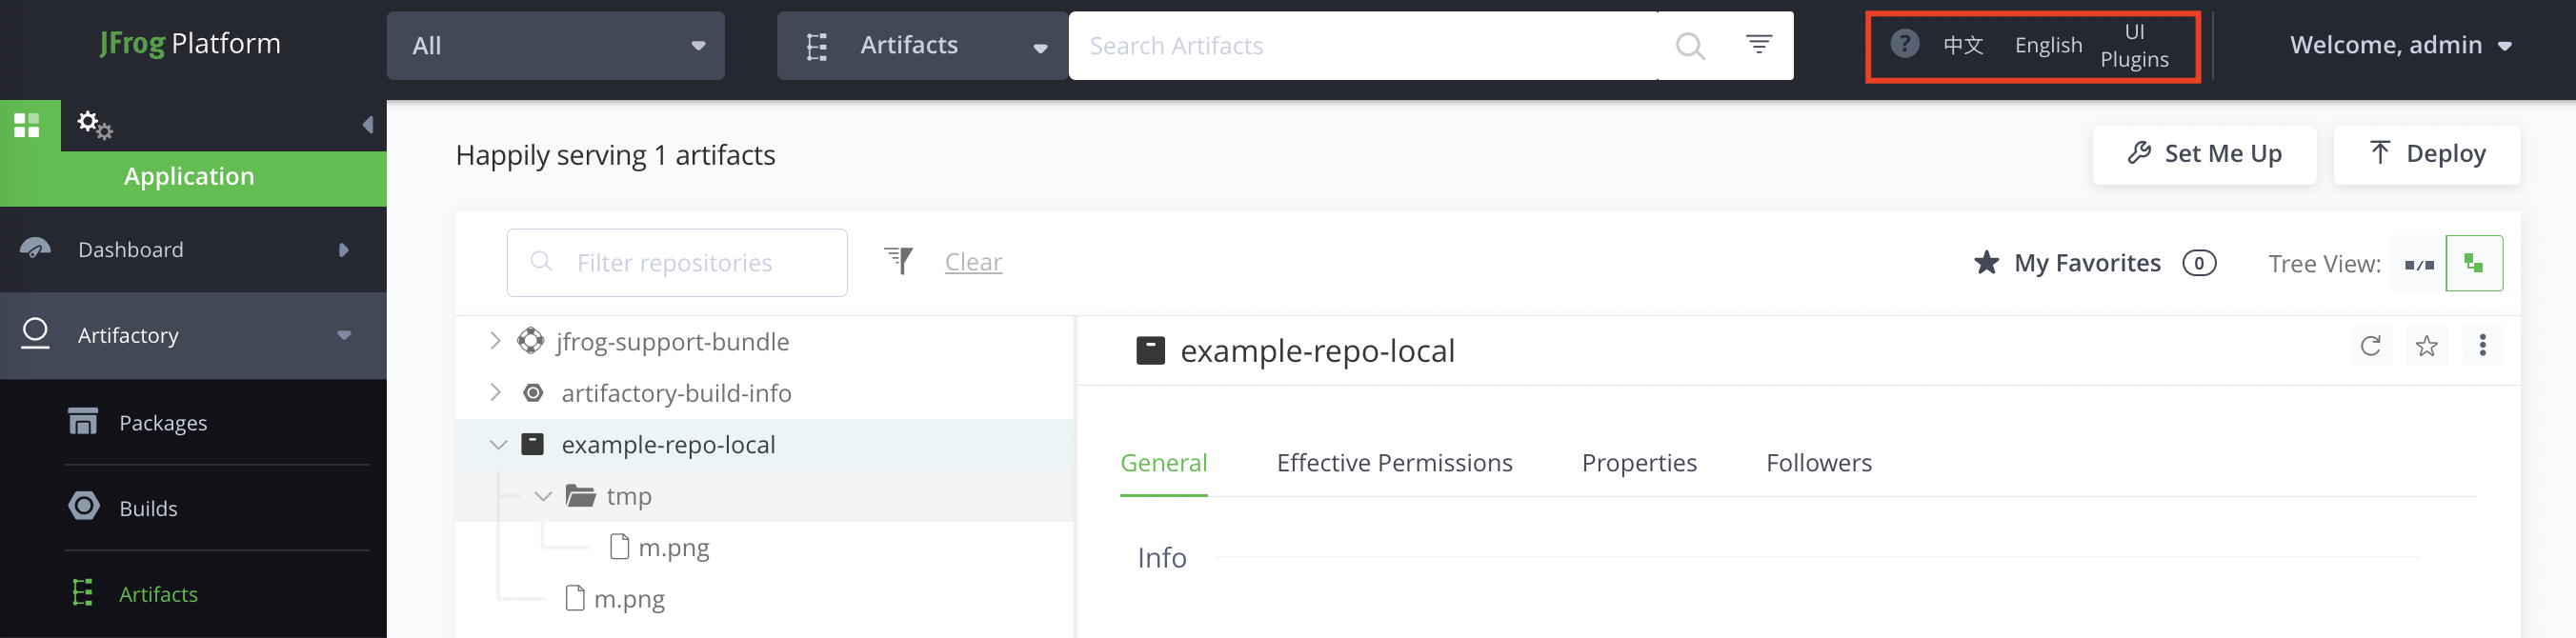 JFrog Platform
All
Artifacts
Search Artifacts
?
中文
English
UI
Plugins
Welcome, admin
Application
Happily serving 1 artifacts
Set Me Up
Deploy
Dashboard
Filter repositories
Clear
My Favorites
0
Tree View:
Artifactory
jfrog-support-bundle
example-repo-local
artifactory-build-info
Packages
example-repo-local
General
Effective Permissions
Properties
Followers
tmp
Builds
m.png
Info
Artifacts
m.png